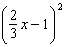 (2/3 x - 1)²